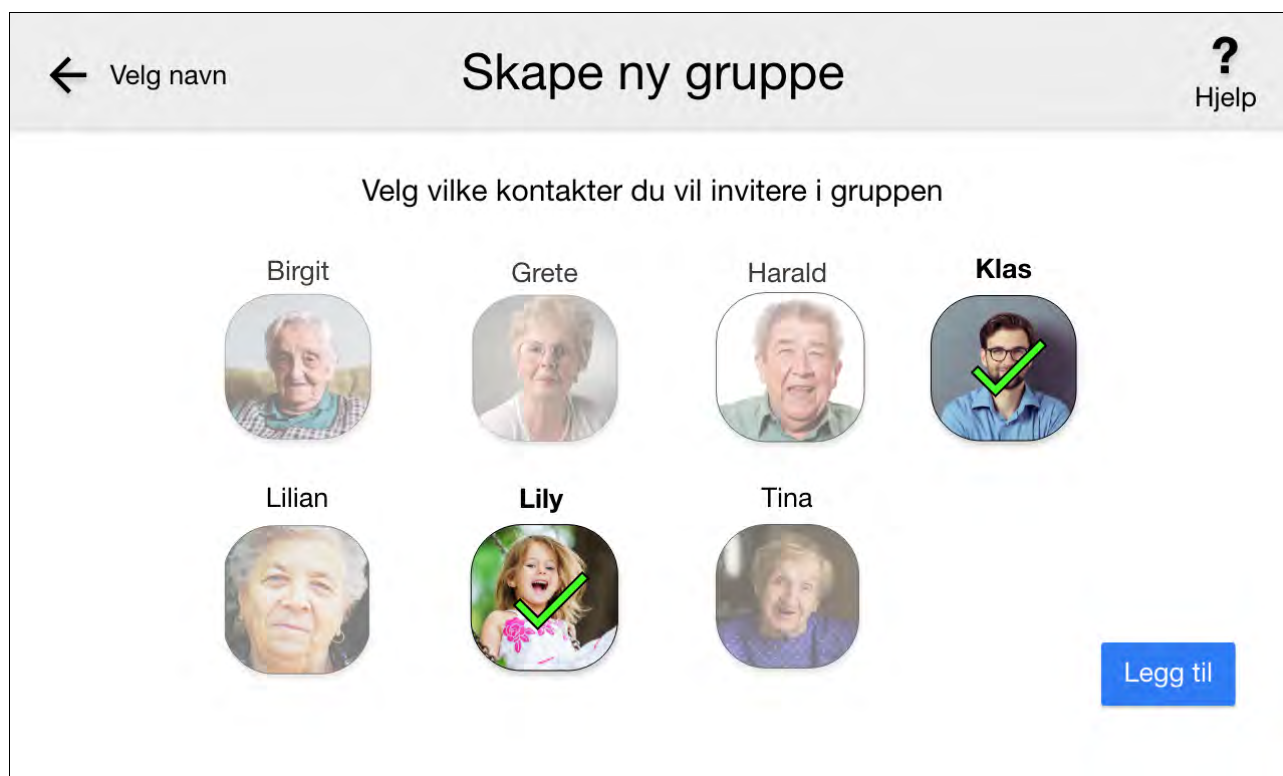 Velg navn
Skape ny gruppe
?
Hjelp
Velg vilke kontakter du vil invitere i gruppen
Birgit
Grete
Harald
Klas
Lilian
Lily
Tina
Legg til